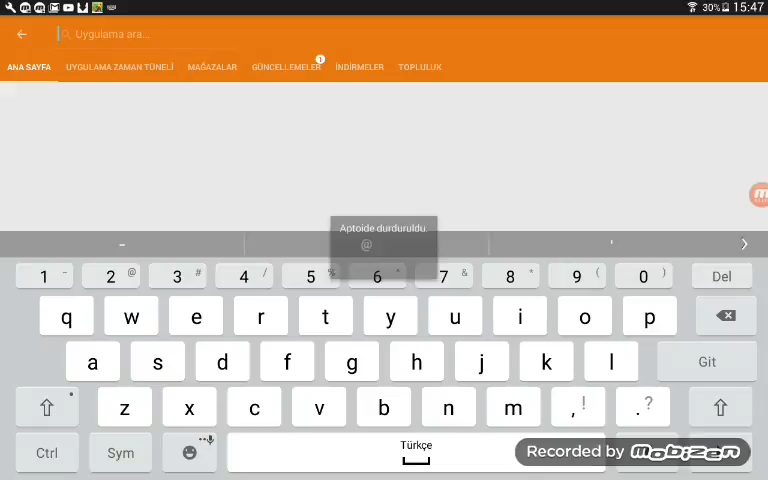 30% 15:47
Uygulama ara...
ANA SAYFA UYGULAMA ZAMAN TÜNELİ MAĞAZALAR GÜNCELLEMELER 1 İNDİRMELER TOPLULUK
Aptoide durduruldu.
- @ '
1 - 2 @ 3 # 4 / 5 % 6 ^ 7 & 8 * 9 ( 0 ) Del
q w e r t y u i o p
a s d f g h j k l Git
z x c v b n m , ! . ?
Ctrl Sym Türkçe
Recorded by Mobizen